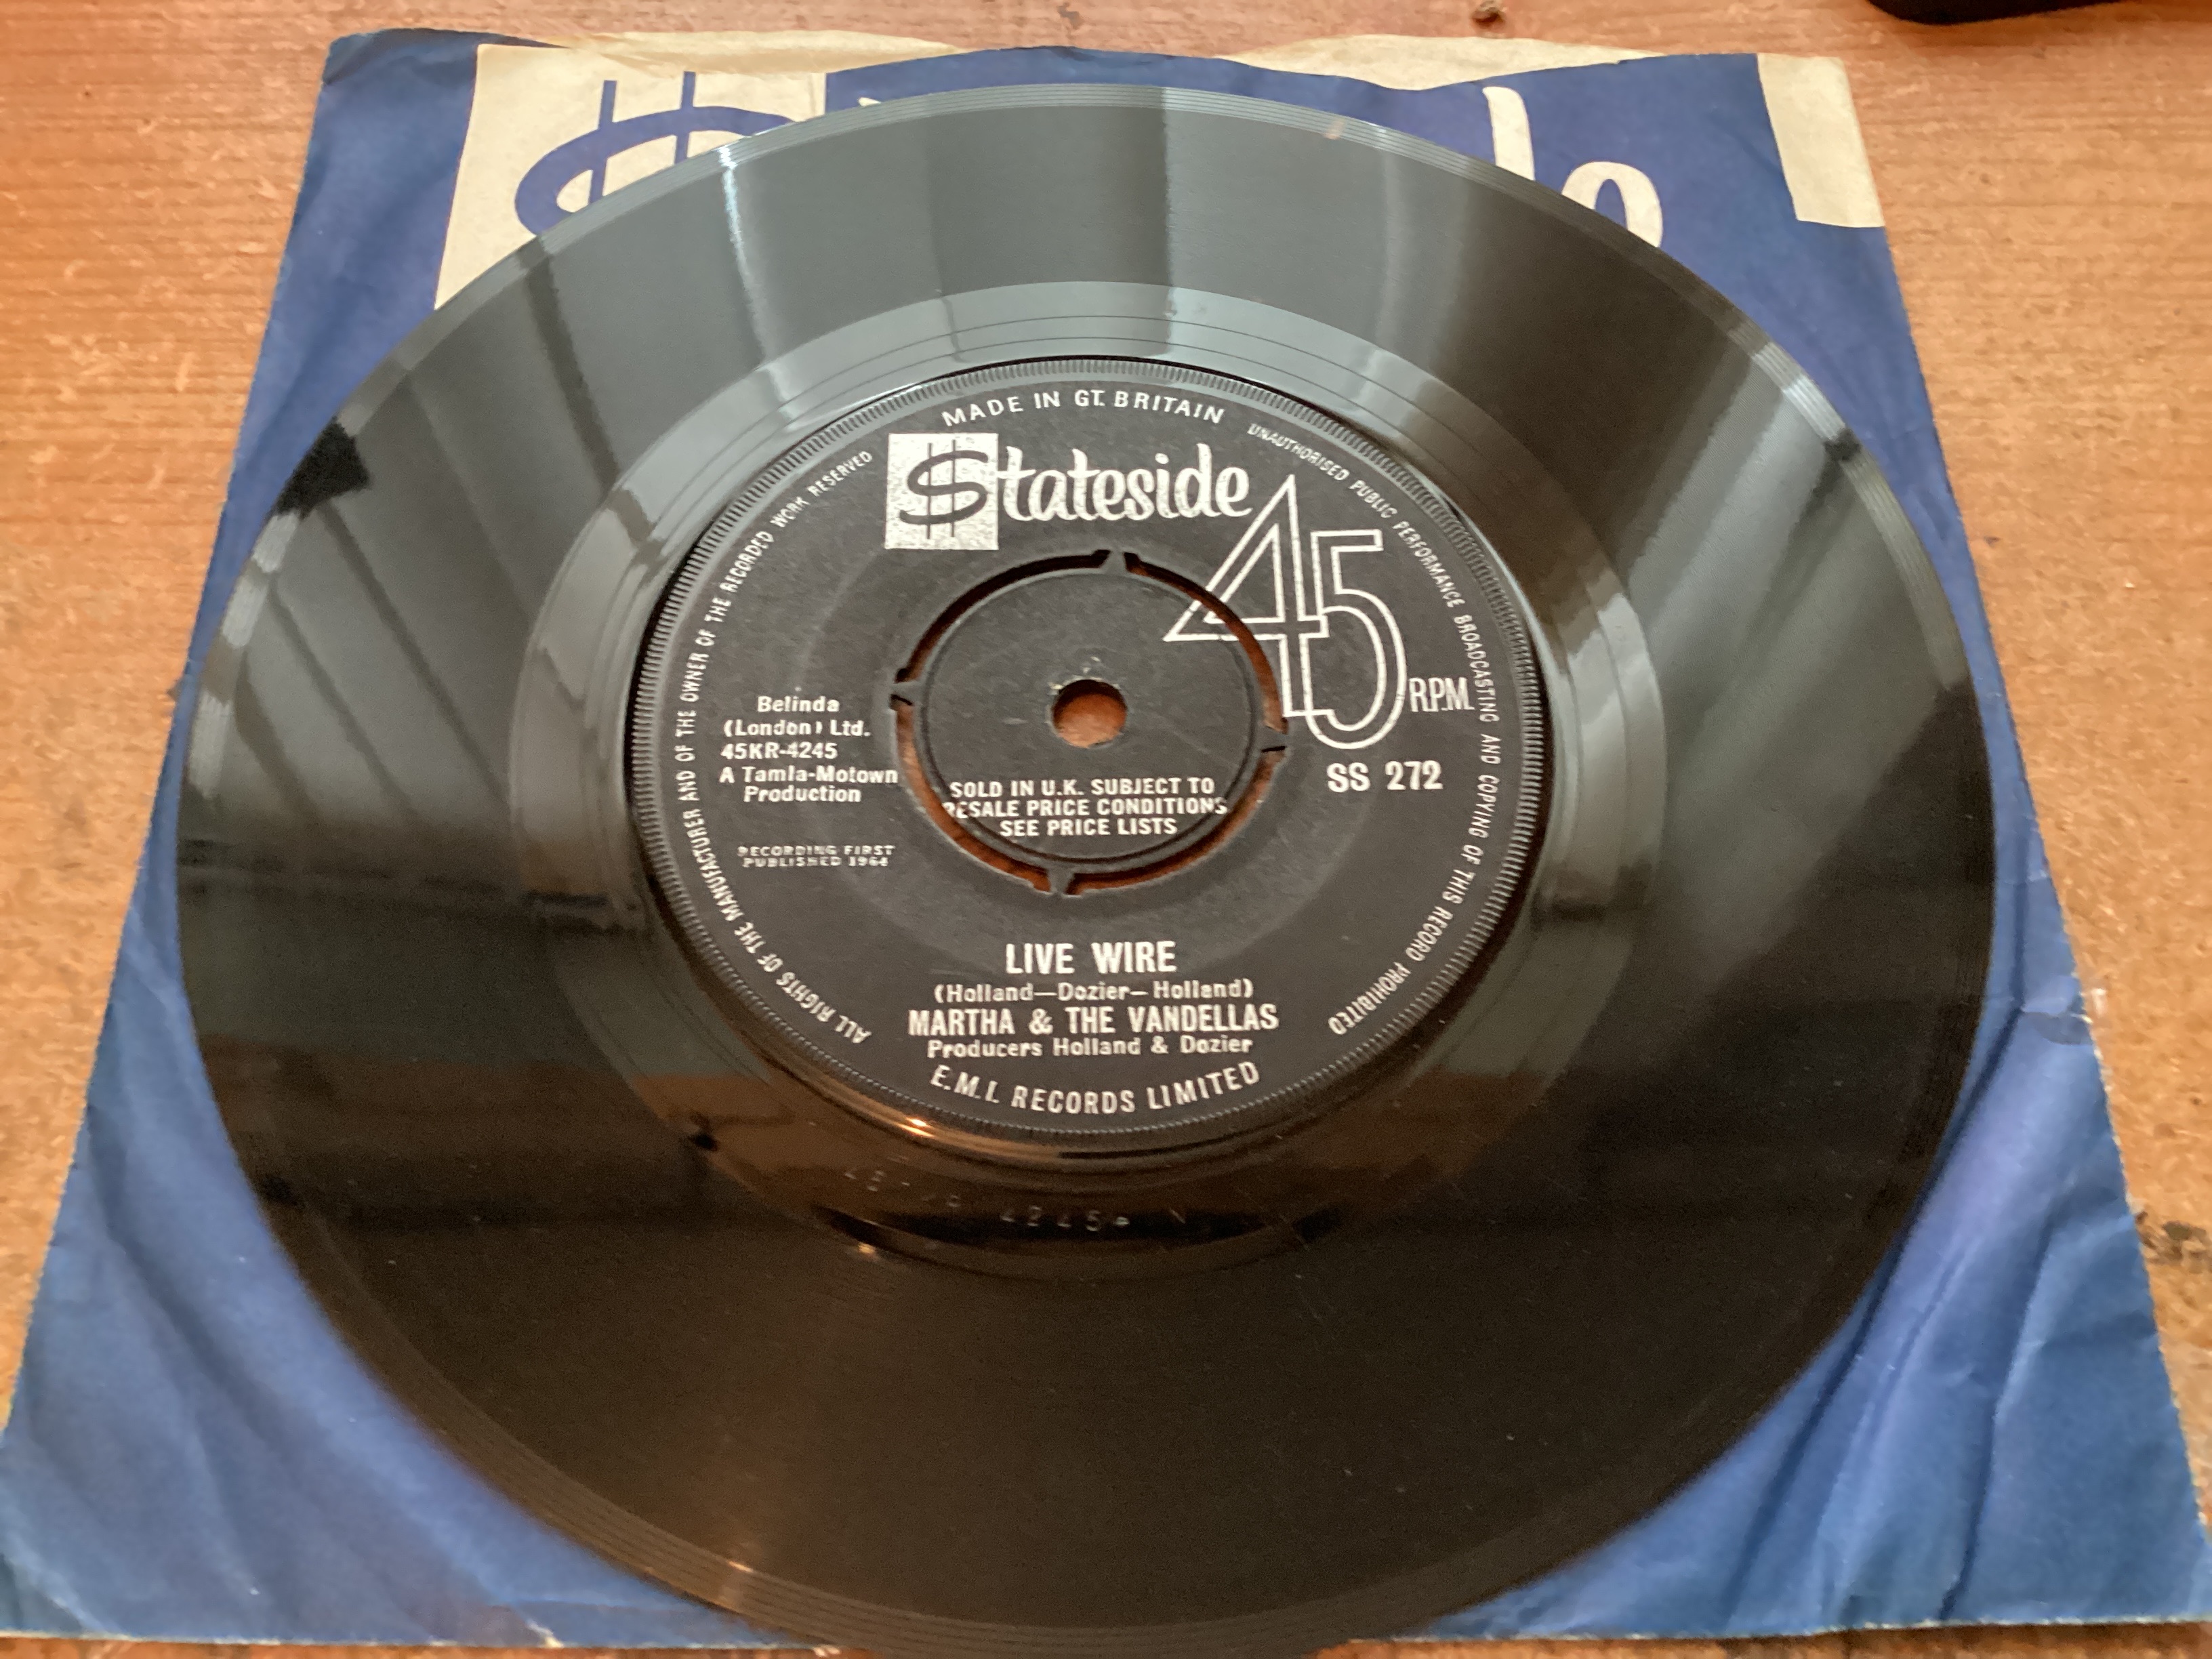 MADE IN GT. BRITAIN
$tateside
45
R.P.M.
UNAUTHORISED PUBLIC PERFORMANCE BROADCASTING AND COPYING OF THIS RECORD PROHIBITED
ALL RIGHTS OF THE MANUFACTURER AND OF THE OWNER OF THE RECORDED WORK RESERVED
Belinda
(London) Ltd.
45KR-4245
A Tamla-Motown
Production
RECORDING FIRST
PUBLISHED 1964
SS 272
SOLD IN U.K. SUBJECT TO
RESALE PRICE CONDITIONS
SEE PRICE LISTS
LIVE WIRE
(Holland—Dozier—Holland)
MARTHA & THE VANDELLAS
Producers Holland & Dozier
E.M.I. RECORDS LIMITED